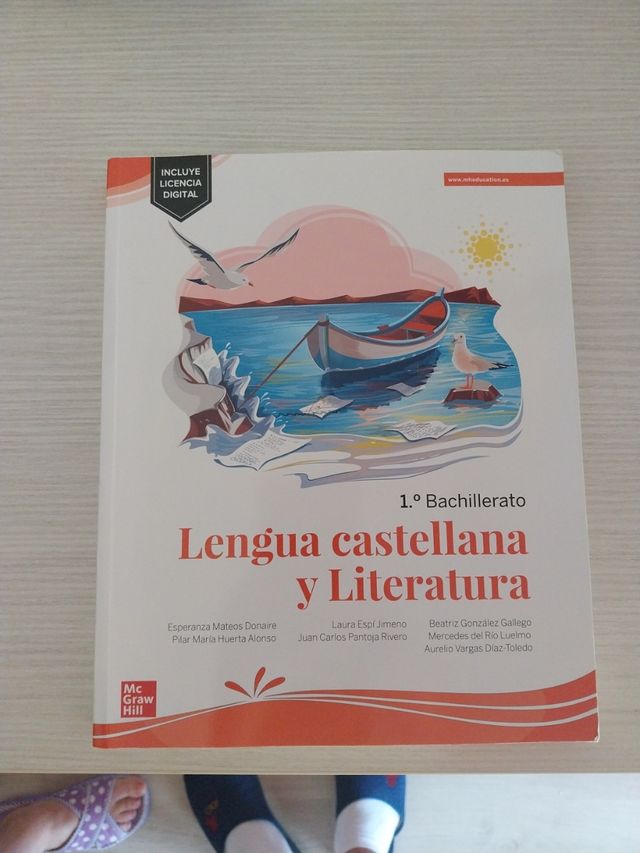 INCLUYE
LICENCIA
DIGITAL
www.mheducation.es
1.º Bachillerato
Lengua castellana
y Literatura
Esperanza Mateos Donaire
Pilar María Huerta Alonso
Laura Espí Jimeno
Juan Carlos Pantoja Rivero
Beatriz González Gallego
Mercedes del Río Luelmo
Aurelio Vargas Díaz-Toledo
Mc
Graw
Hill